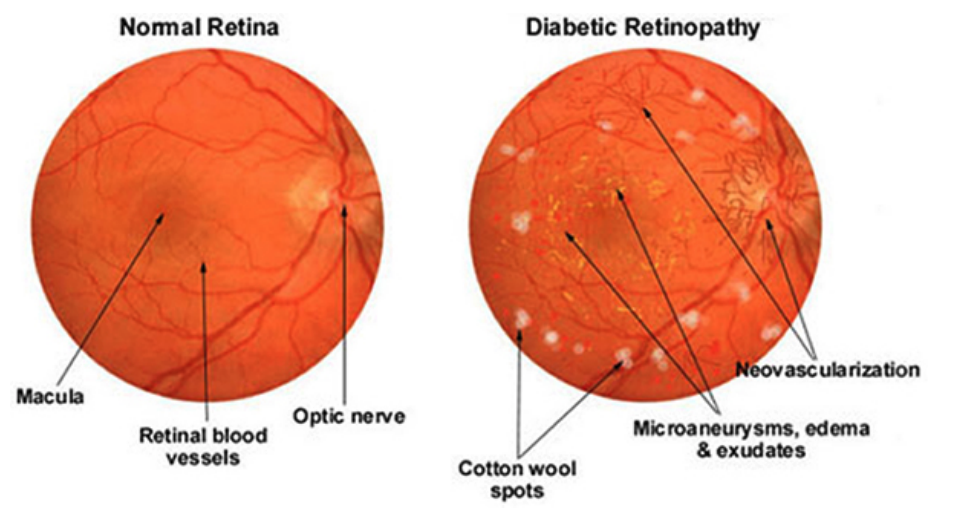 Normal Retina
Macula
Retinal blood
vessels
Optic nerve
Diabetic Retinopathy
Neovascularization
Microaneurysms, edema
& exudates
Cotton wool
spots